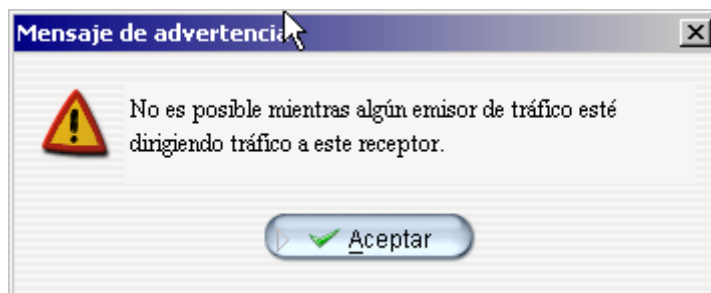 Mensaje de advertencia
No es posible mientras algún emisor de tráfico esté
dirigiendo tráfico a este receptor.
Aceptar